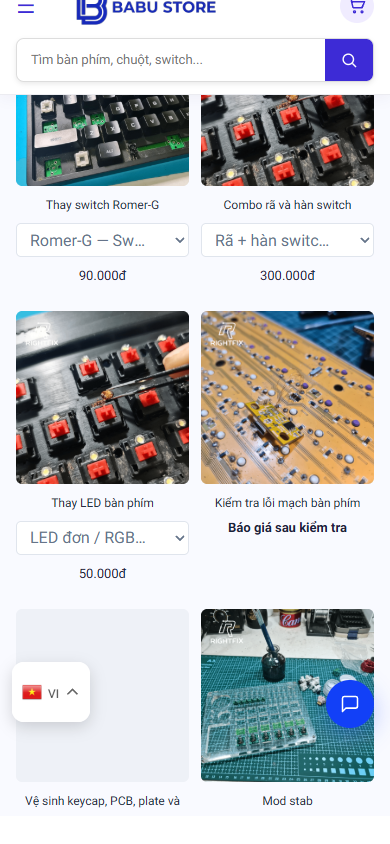 BABU STORE
Tìm bàn phím, chuột, switch...
Thay switch Romer-G
Combo rã và hàn switch
Romer-G — Sw...
Rã + hàn switc...
90.000đ
300.000đ
RIGHTFIX
RIGHTFIX
Thay LED bàn phím
Kiểm tra lỗi mạch bàn phím
LED đơn / RGB...
Báo giá sau kiểm tra
50.000đ
RIGHTFIX
VI
Vệ sinh keycap, PCB, plate và
Mod stab